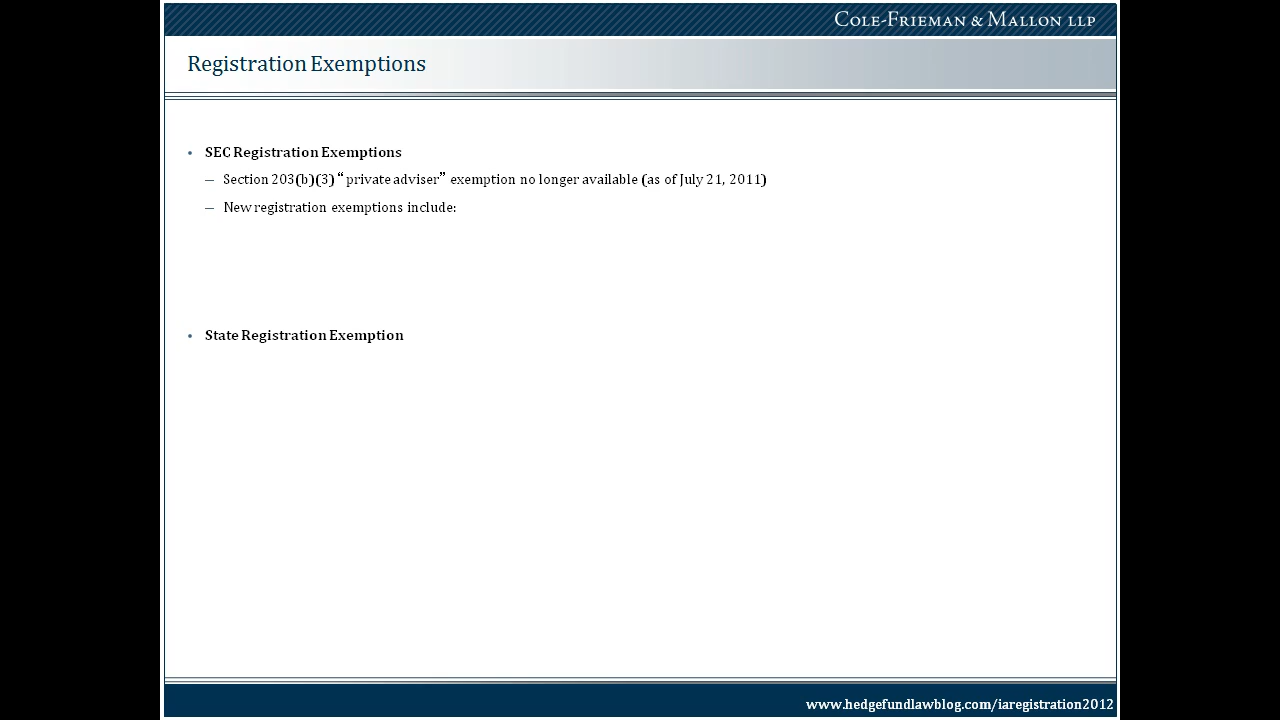 COLE-FRIEMAN & MALLON LLP
Registration Exemptions
• SEC Registration Exemptions
– Section 203(b)(3) “private adviser” exemption no longer available (as of July 21, 2011)
– New registration exemptions include:
• State Registration Exemption
www.hedgefundlawblog.com/iaregistration2012